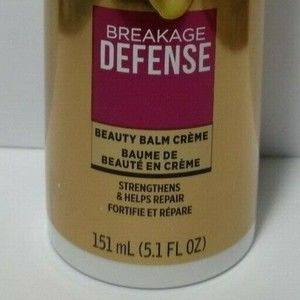 BREAKAGE
DEFENSE
BEAUTY BALM CRÈME
BAUME DE
BEAUTÉ EN CRÈME
STRENGTHENS
& HELPS REPAIR
FORTIFIE ET RÉPARE
151 mL (5.1 FL OZ)